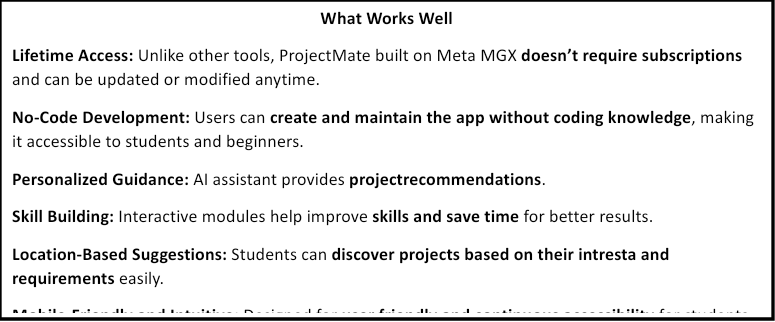 What Works Well
Lifetime Access: Unlike other tools, ProjectMate built on Meta MGX doesn’t require subscriptions
and can be updated or modified anytime.
No-Code Development: Users can create and maintain the app without coding knowledge, making
it accessible to students and beginners.
Personalized Guidance: AI assistant provides projectrecommendations.
Skill Building: Interactive modules help improve skills and save time for better results.
Location-Based Suggestions: Students can discover projects based on their intresta and
requirements easily.
Mobile-Friendly and Intuitive: Designed for user friendly and continuous accessibility for students